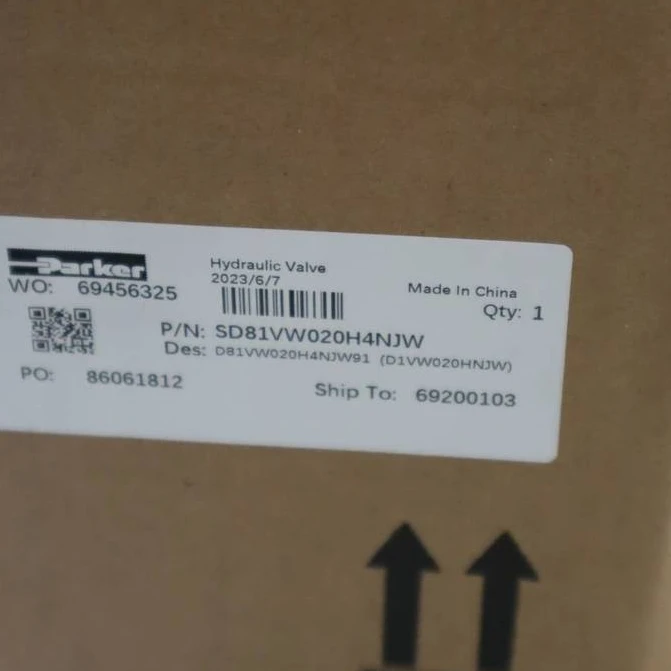 Parker
Hydraulic Valve
2023/6/7
Made In China
WO: 69456325
Qty: 1
P/N: SD81VW020H4NJW
Des: D81VW020H4NJW91 (D1VW020HNJW)
PO: 86061812
Ship To: 69200103